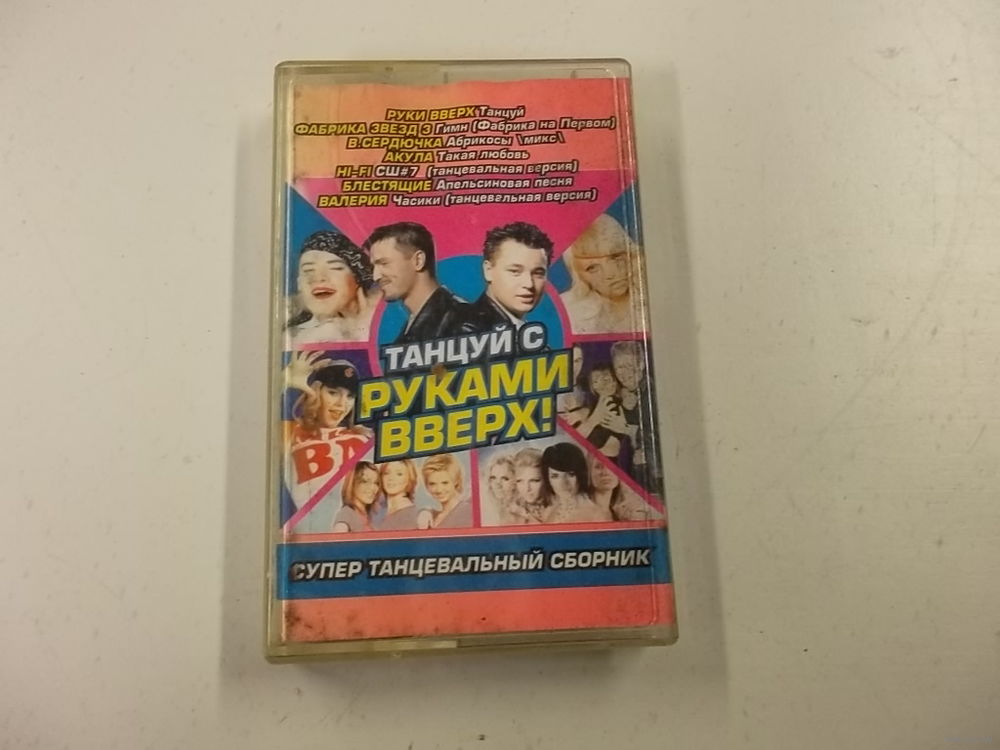 РУКИ ВВЕРХ Танцуй
ФАБРИКА ЗВЕЗД 3 Гимн (Фабрика на Первом)
В.СЕРДЮЧКА Абрикосы \микс\
АКУЛА Такая любовь
HI-FI СШ#7 (танцевальная версия)
БЛЕСТЯЩИЕ Апельсиновая песня
ВАЛЕРИЯ Часики (танцевальная версия)
ТАНЦУЙ С
РУКАМИ
ВВЕРХ!
СУПЕР ТАНЦЕВАЛЬНЫЙ СБОРНИК